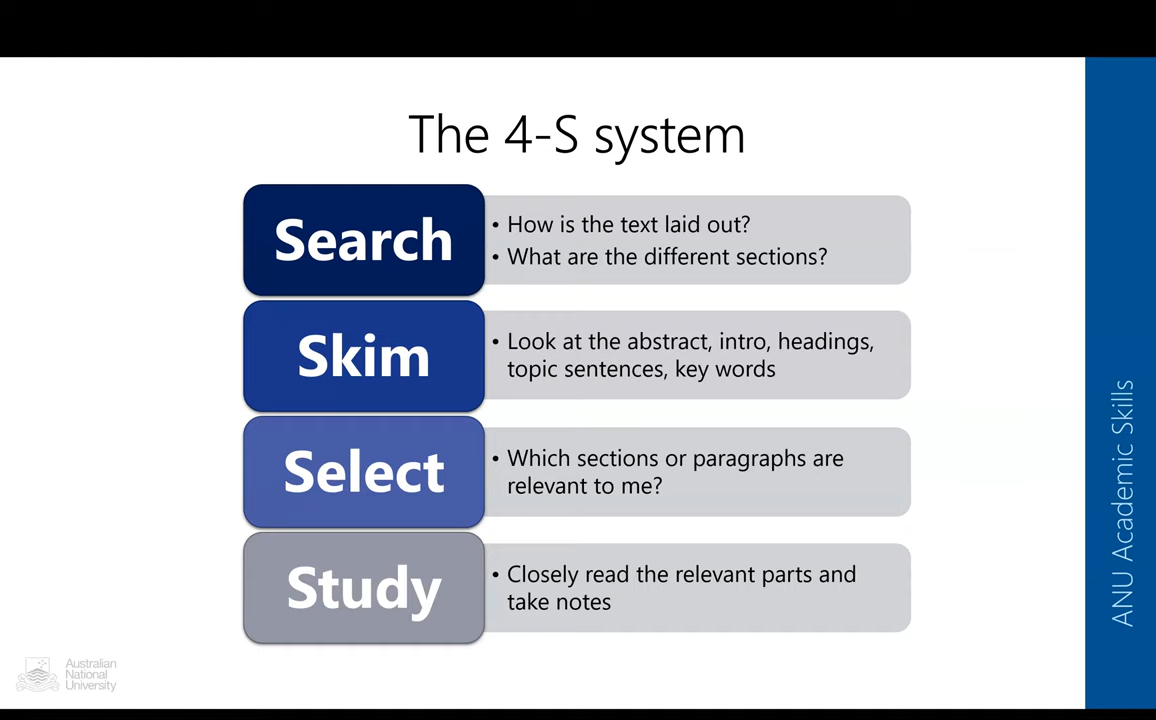 The 4-S system
Search
• How is the text laid out?
• What are the different sections?
Skim
• Look at the abstract, intro, headings,
topic sentences, key words
Select
• Which sections or paragraphs are
relevant to me?
Study
• Closely read the relevant parts and
take notes
ANU Academic Skills
Australian
National
University